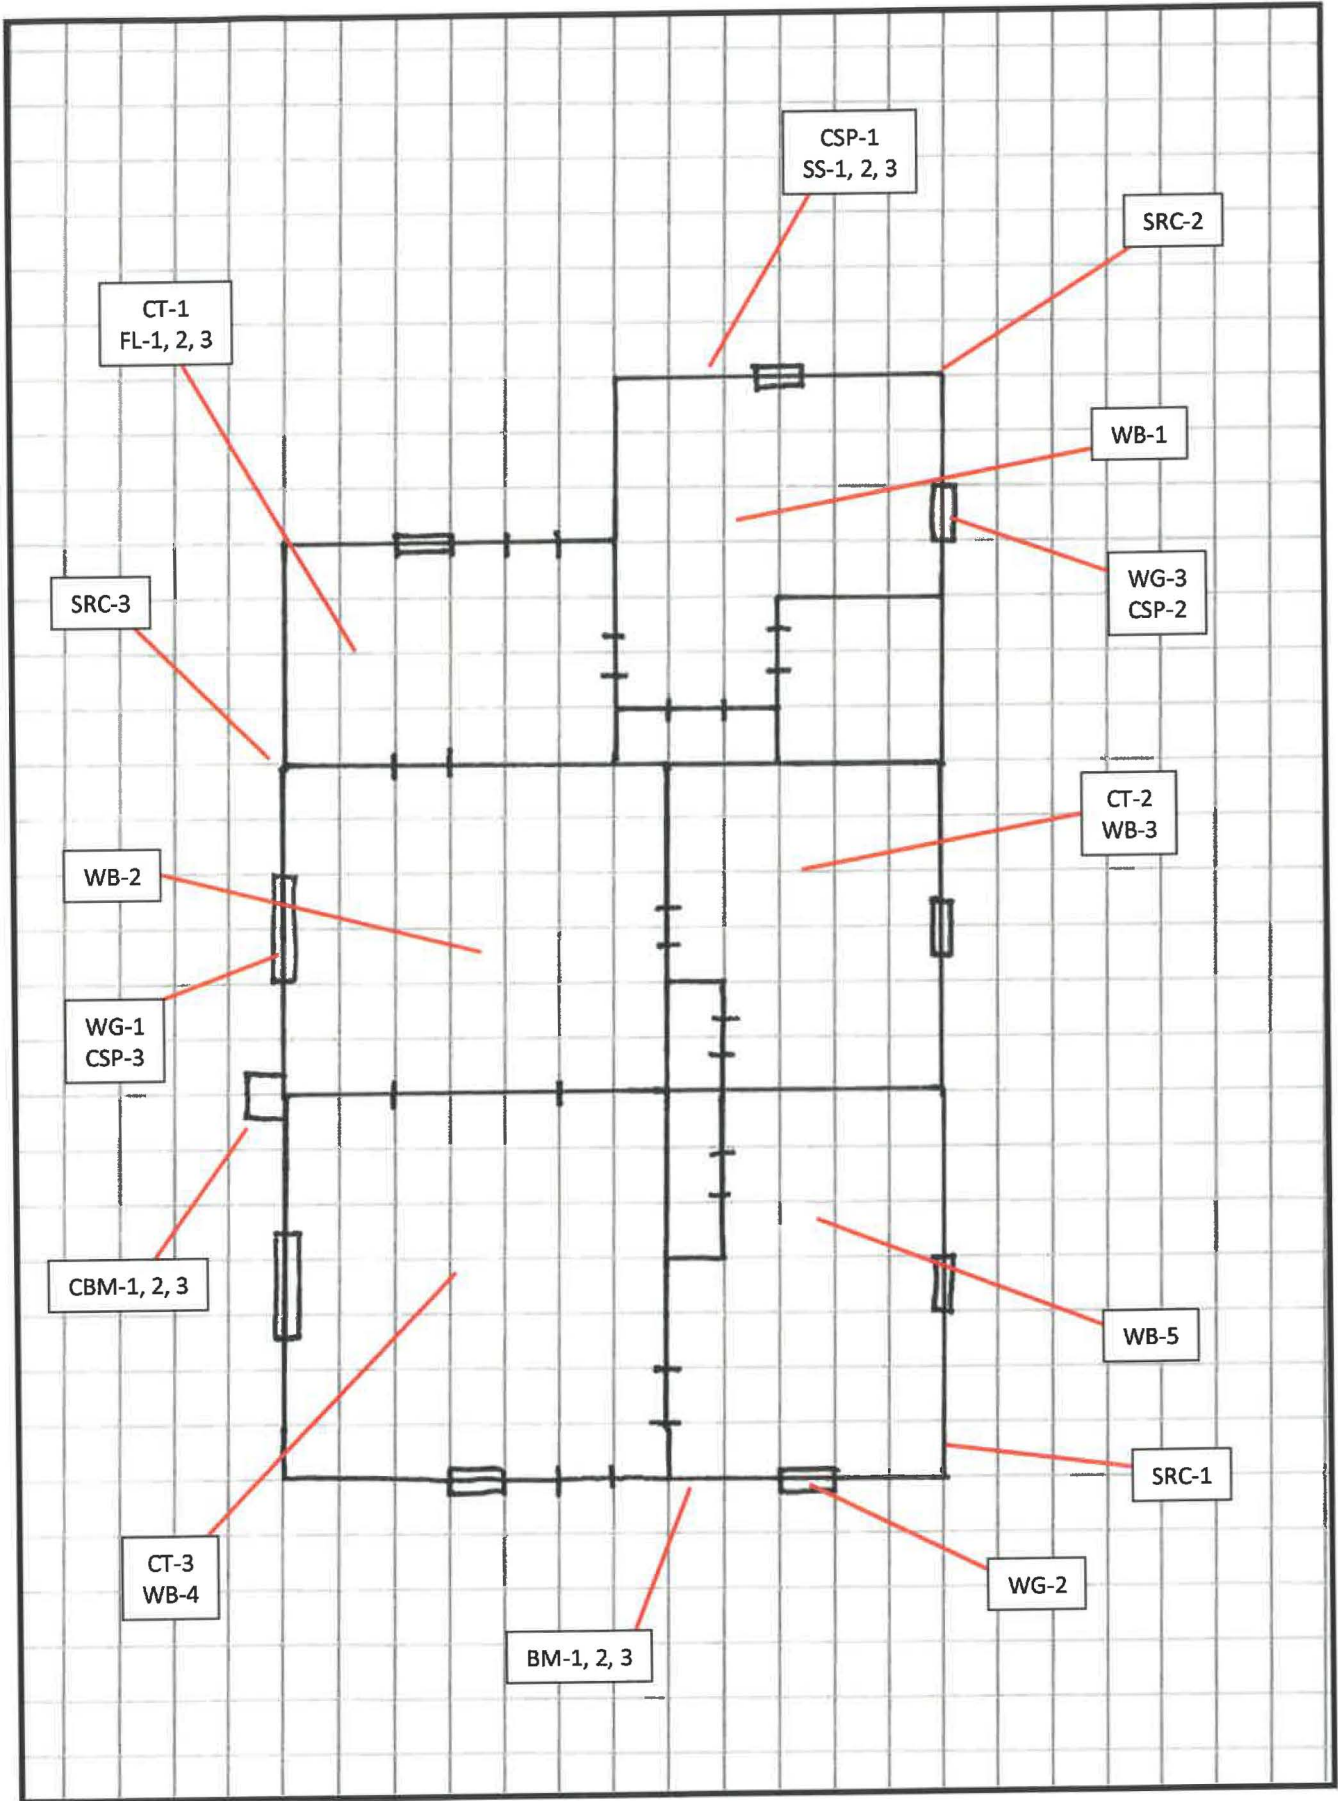 CSP-1
SS-1, 2, 3
SRC-2
CT-1
FL-1, 2, 3
WB-1
WG-3
CSP-2
SRC-3
CT-2
WB-3
WB-2
WG-1
CSP-3
CBM-1, 2, 3
WB-5
SRC-1
CT-3
WB-4
WG-2
BM-1, 2, 3